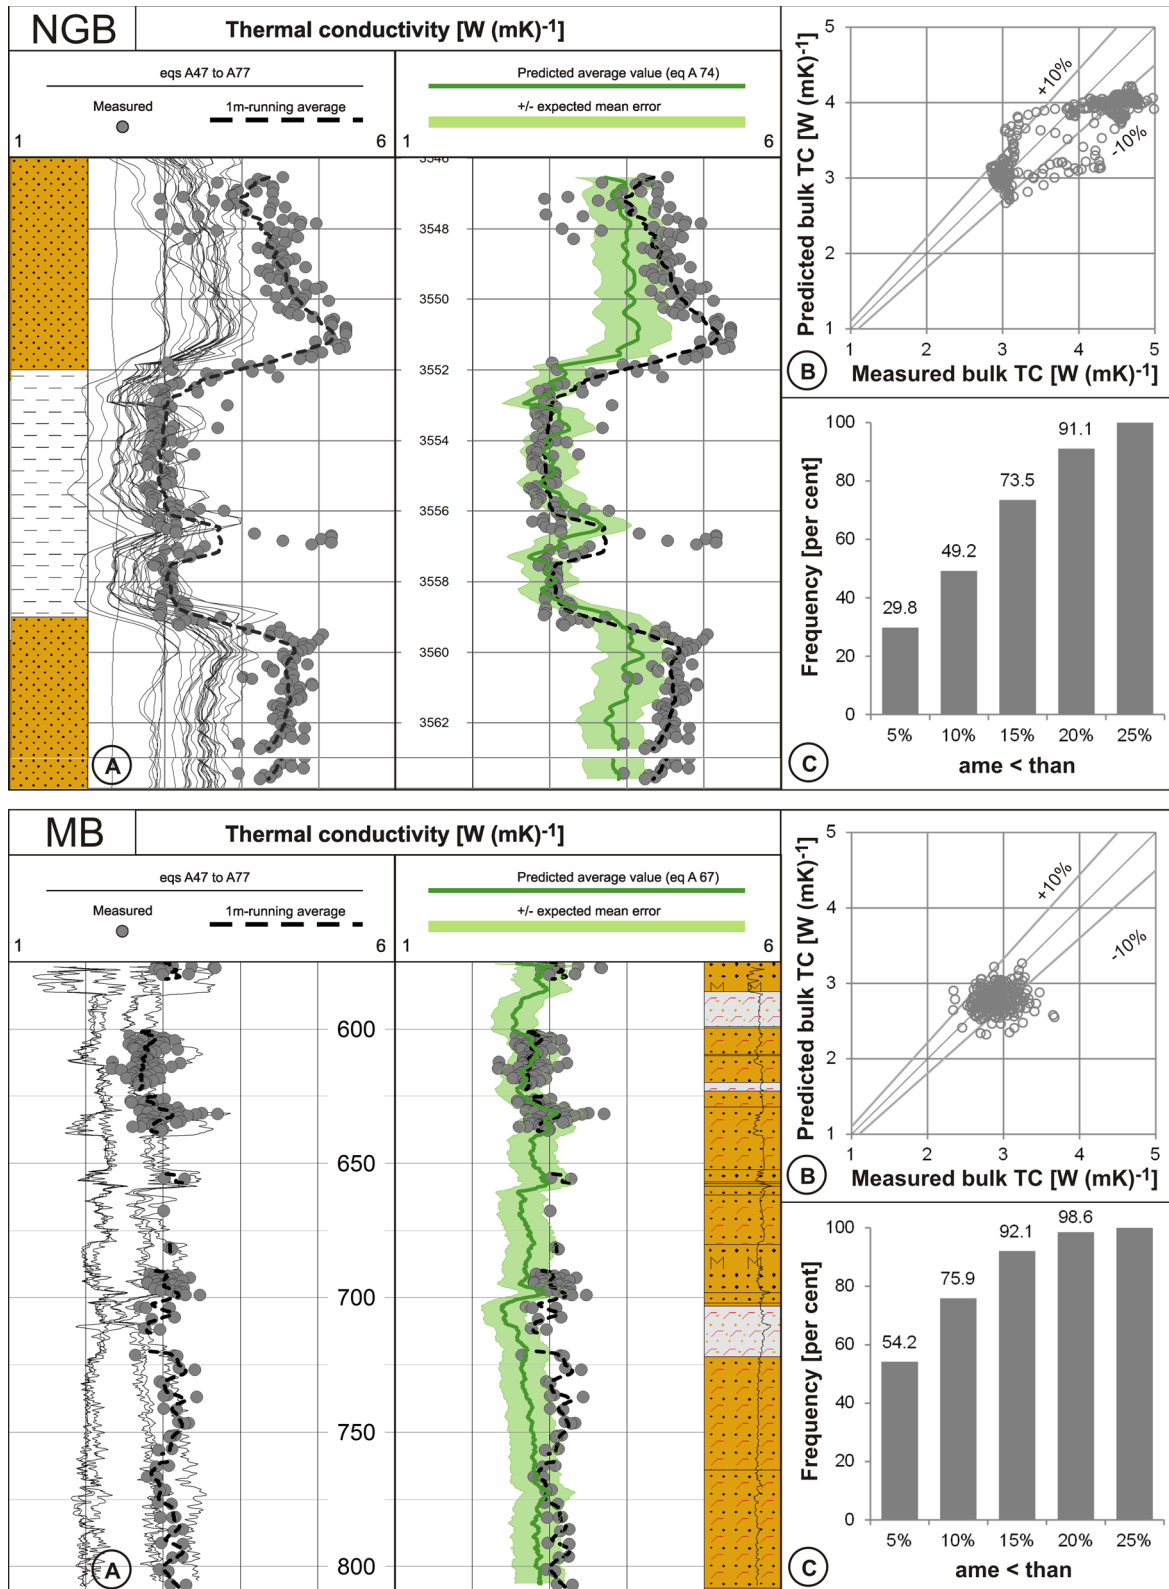 NGB
Thermal conductivity [W (mK)-1]
eqs A47 to A77
Measured
1m-running average
1
6
Predicted average value (eq A 74)
+/- expected mean error
1
6
3546
3548
3550
3552
3554
3556
3558
3560
3562
A
Predicted bulk TC [W (mK)-1]
5
4
3
2
1
+10%
-10%
1 2 3 4 5
B
Measured bulk TC [W (mK)-1]
Frequency [per cent]
100
80
60
40
20
0
29.8
49.2
73.5
91.1
5% 10% 15% 20% 25%
C
ame < than
MB
Thermal conductivity [W (mK)-1]
eqs A47 to A77
Measured
1m-running average
1
6
Predicted average value (eq A 67)
+/- expected mean error
1
6
600
650
700
750
800
A
Predicted bulk TC [W (mK)-1]
5
4
3
2
1
+10%
-10%
1 2 3 4 5
B
Measured bulk TC [W (mK)-1]
Frequency [per cent]
100
80
60
40
20
0
54.2
75.9
92.1
98.6
5% 10% 15% 20% 25%
C
ame < than